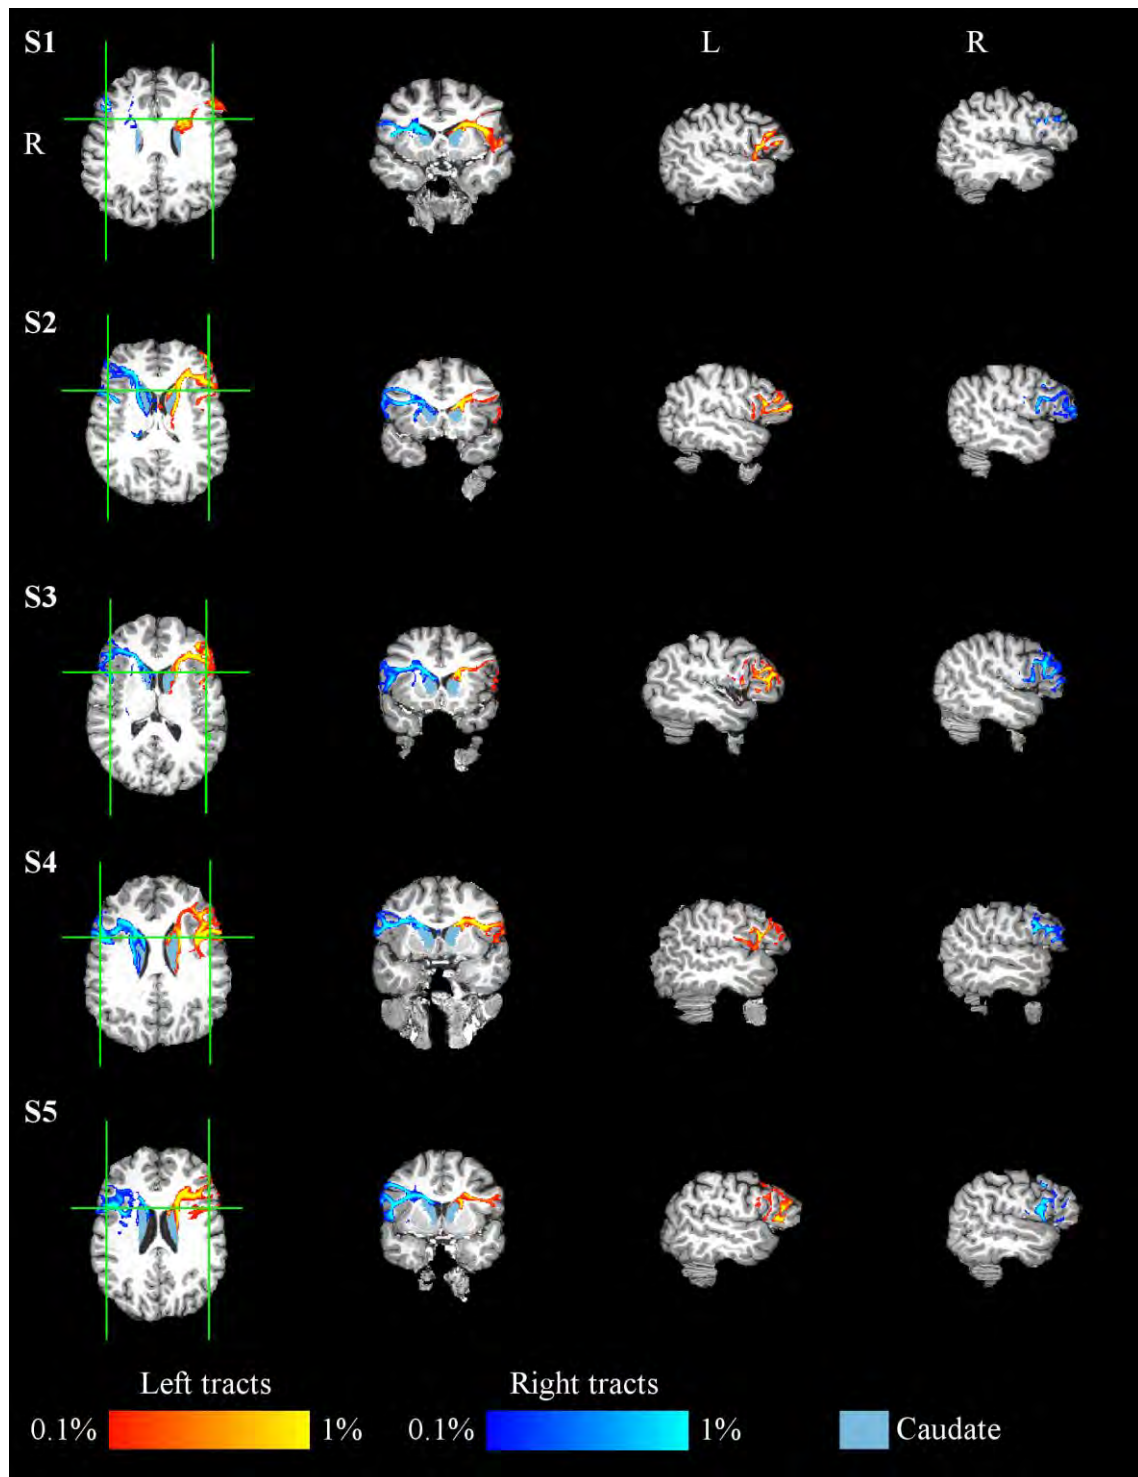 S1
L R
R
S2
S3
S4
S5
Left tracts Right tracts
0.1% 1% 0.1% 1% Caudate